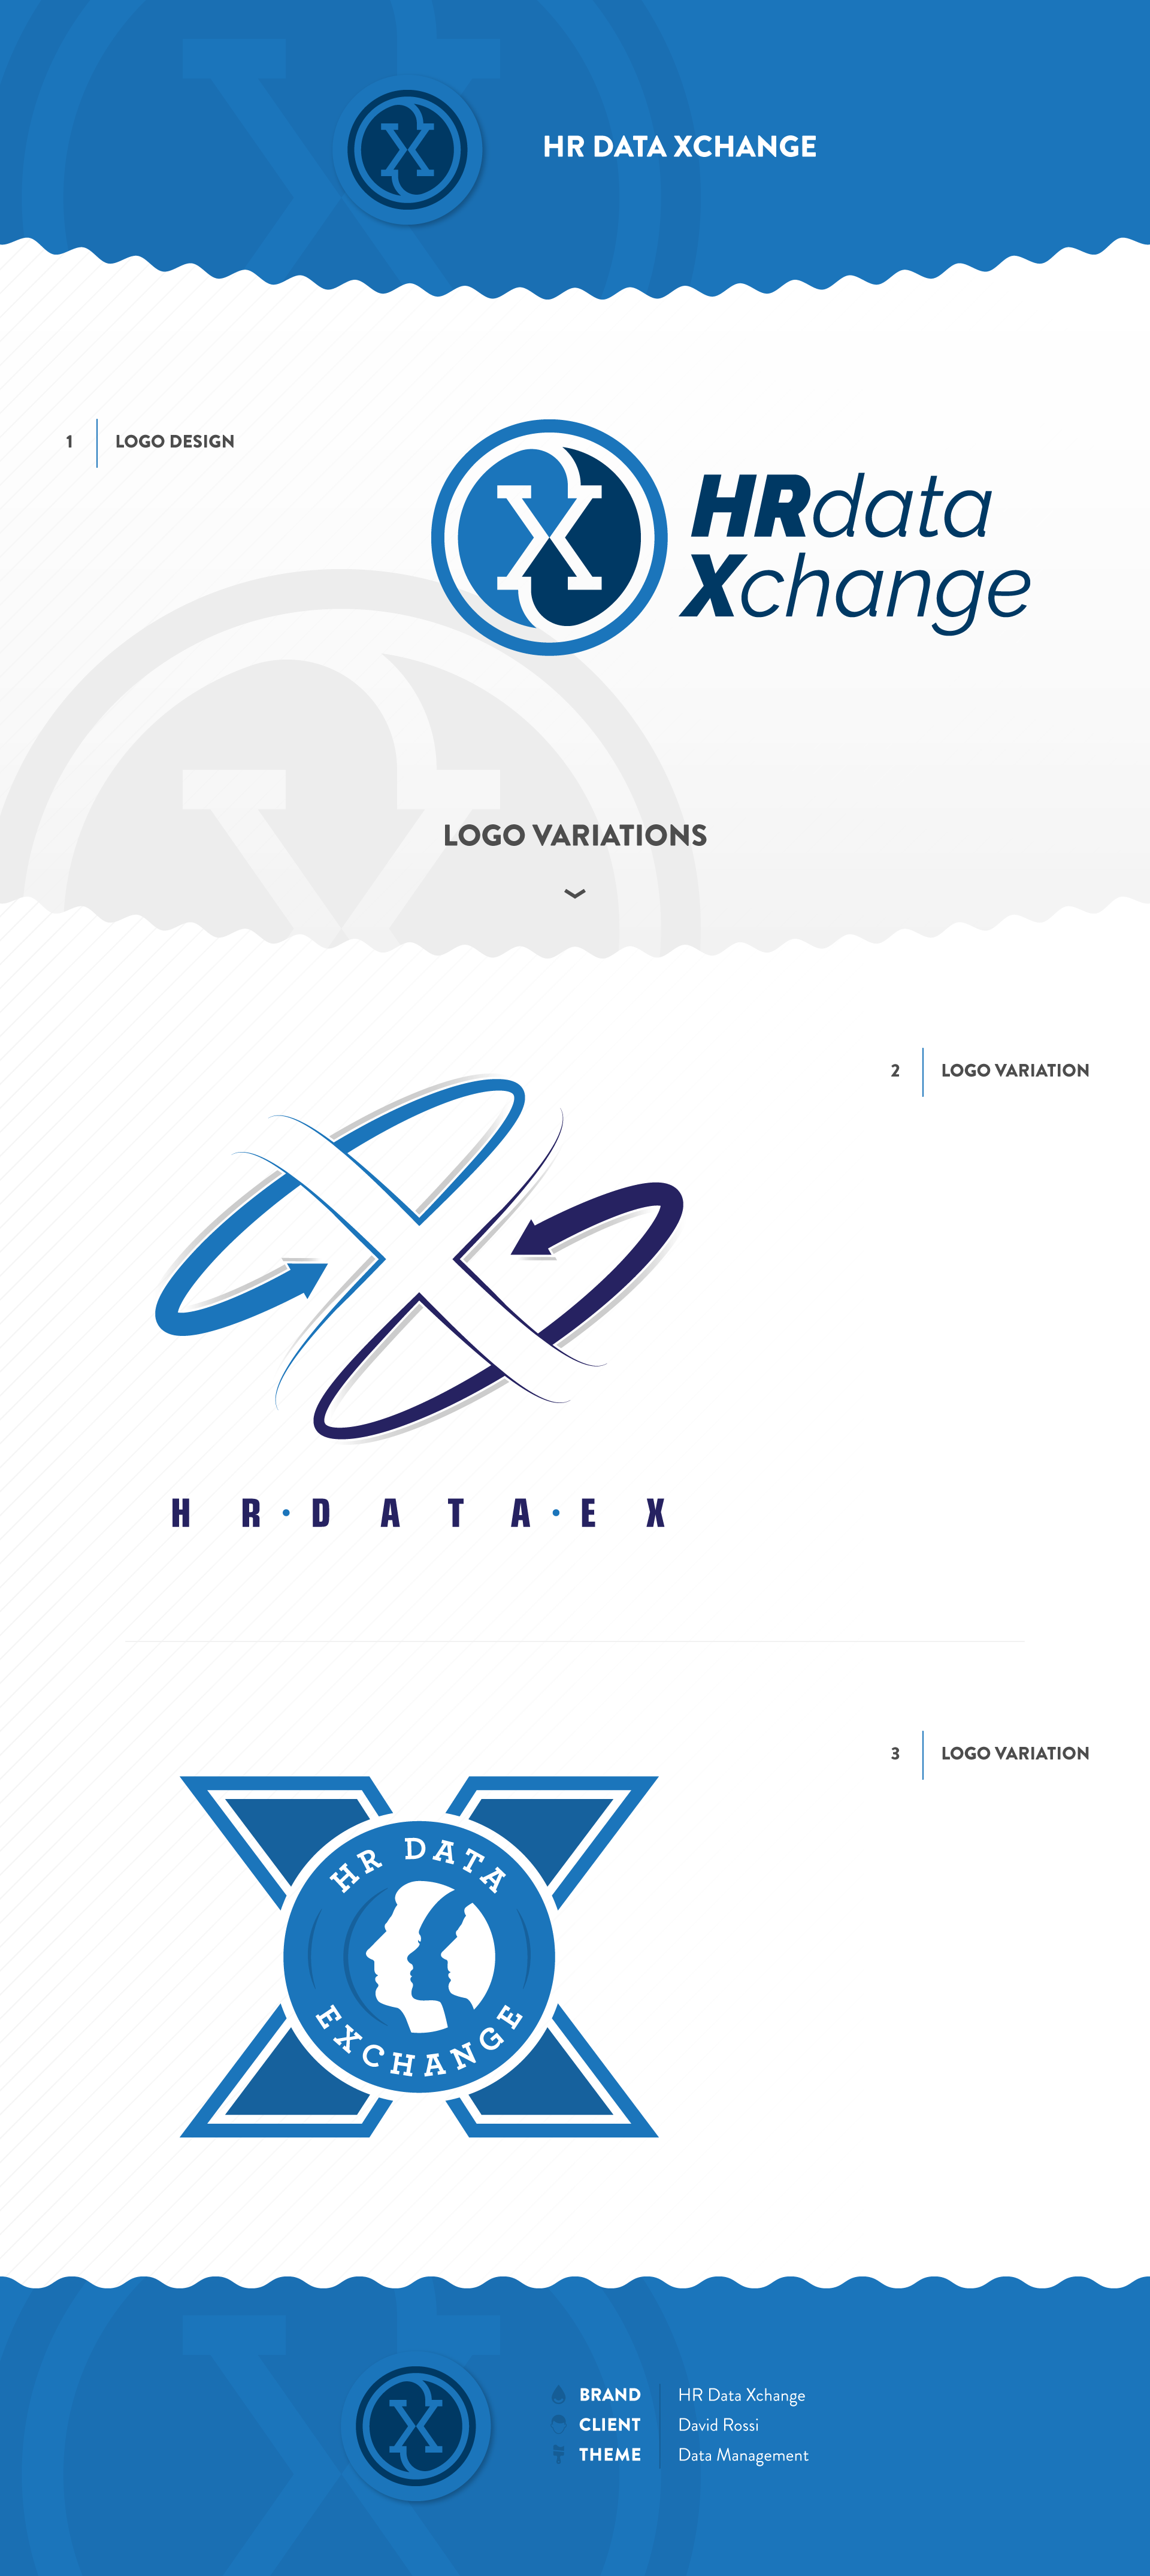 X
HR DATA XCHANGE
1
LOGO DESIGN
X
HRdata
Xchange
LOGO VARIATIONS
2
LOGO VARIATION
X
H R · D A T A · E X
3
LOGO VARIATION
HR DATA
EXCHANGE
X
BRAND
HR Data Xchange
CLIENT
David Rossi
THEME
Data Management